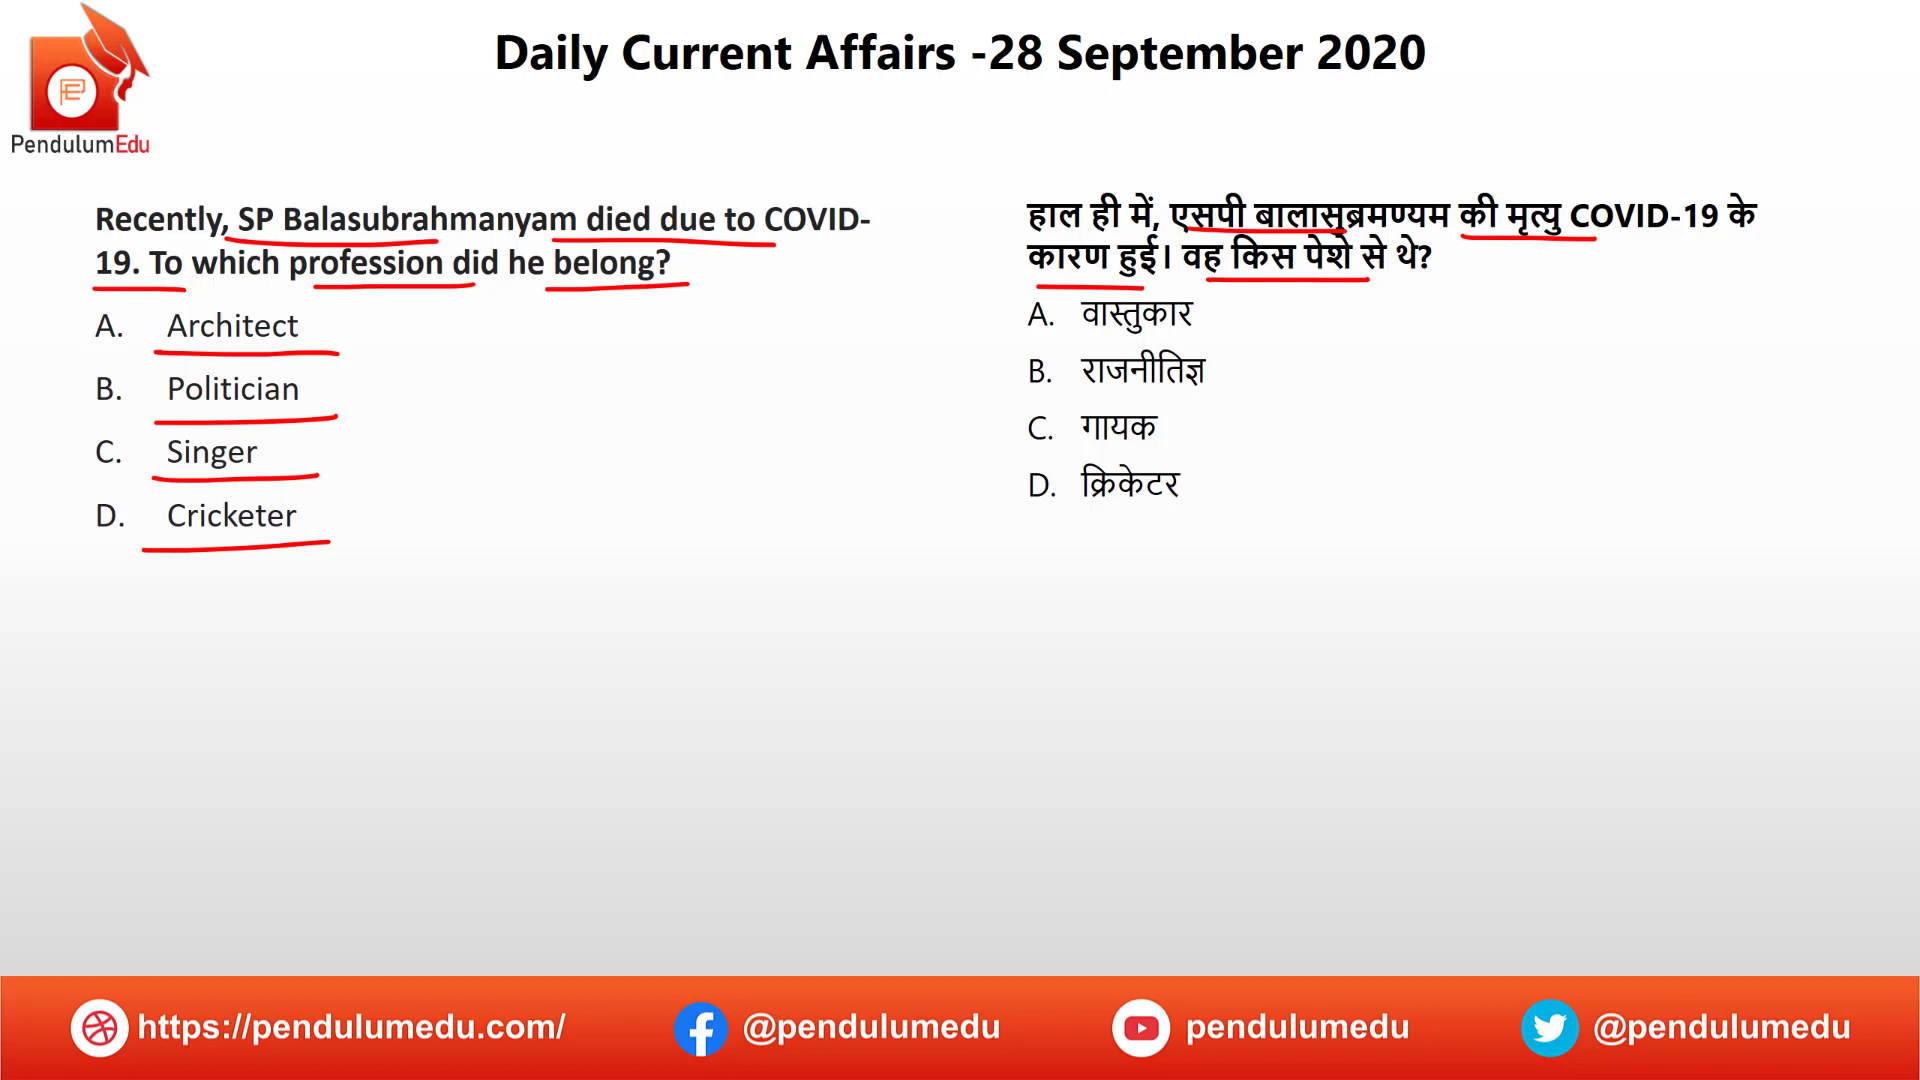 Daily Current Affairs -28 September 2020
PendulumEdu
Recently, SP Balasubrahmanyam died due to COVID-
19. To which profession did he belong?
A. Architect
B. Politician
C. Singer
D. Cricketer
हाल ही में, एसपी बालासुब्रमण्यम की मृत्यु COVID-19 के
कारण हुई। वह किस पेशे से थे?
A. वास्तुकार
B. राजनीतिज्ञ
C. गायक
D. क्रिकेटर
https://pendulumedu.com/
@pendulumedu
pendulumedu
@pendulumedu